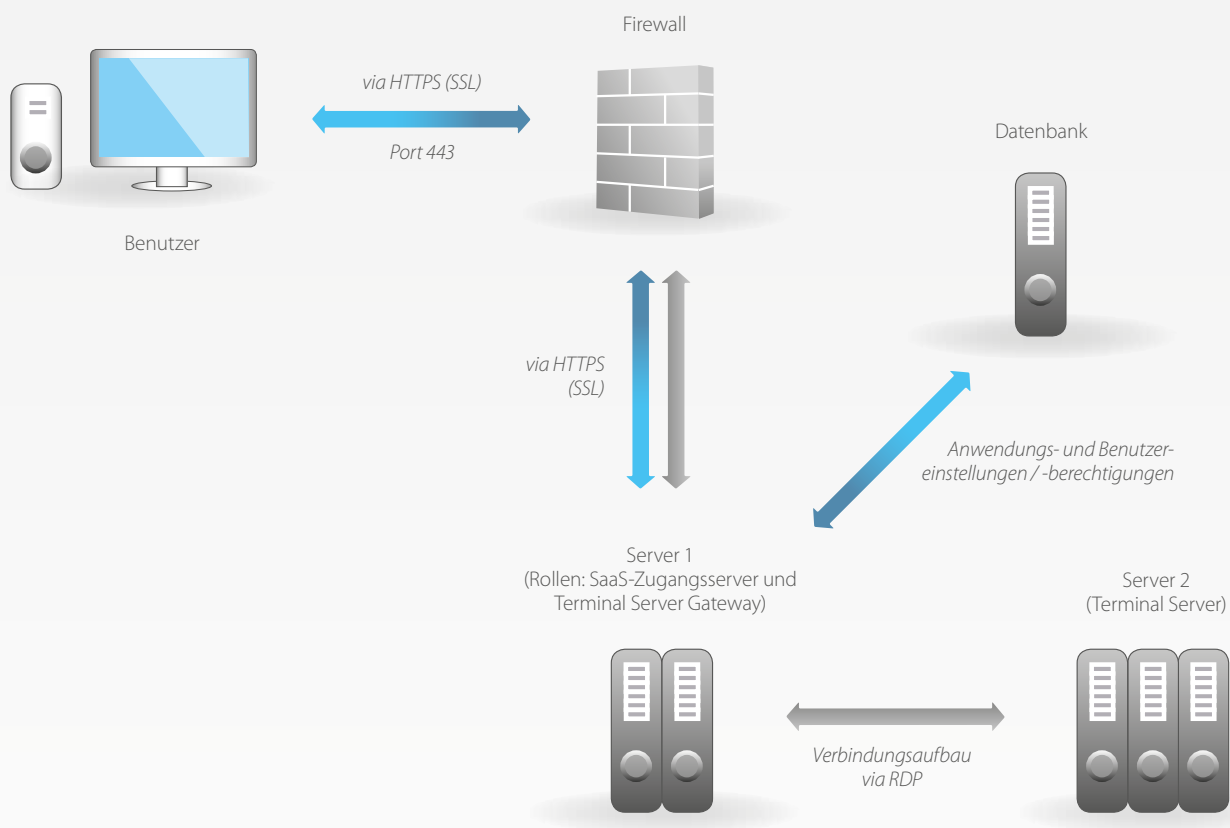 Firewall
via HTTPS (SSL)
Port 443
Benutzer
Datenbank
via HTTPS
(SSL)
Anwendungs- und Benutzer-
einstellungen / -berechtigungen
Server 1
(Rollen: SaaS-Zugangsserver und
Terminal Server Gateway)
Server 2
(Terminal Server)
Verbindungsaufbau
via RDP